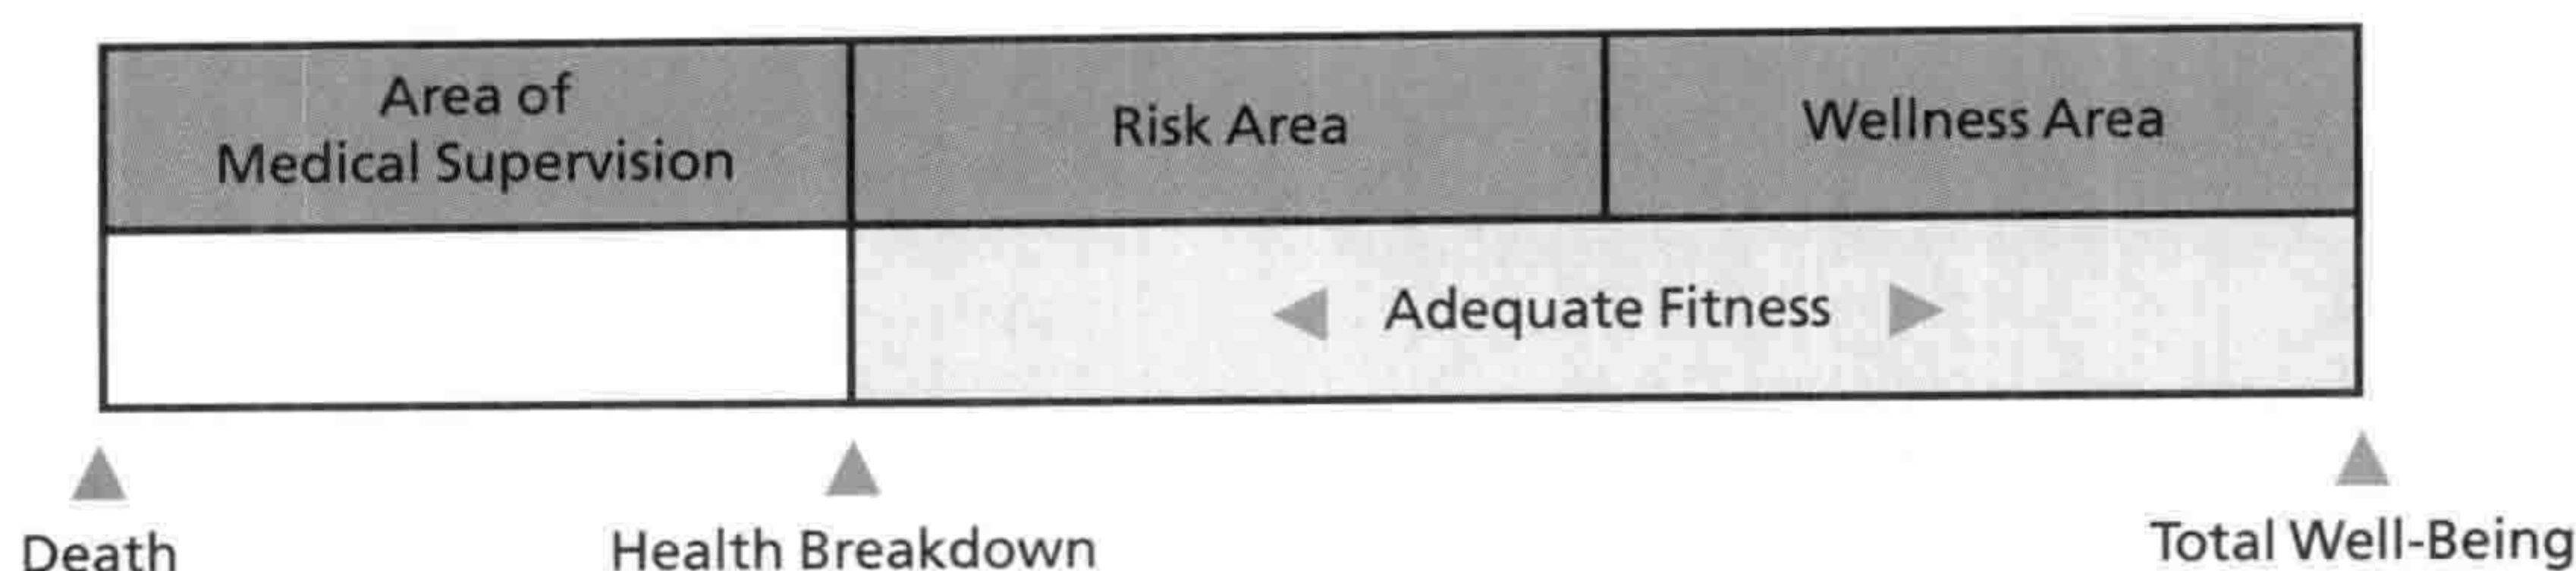 Area of
Medical Supervision
Risk Area
Wellness Area
Adequate Fitness
Death
Health Breakdown
Total Well-Being